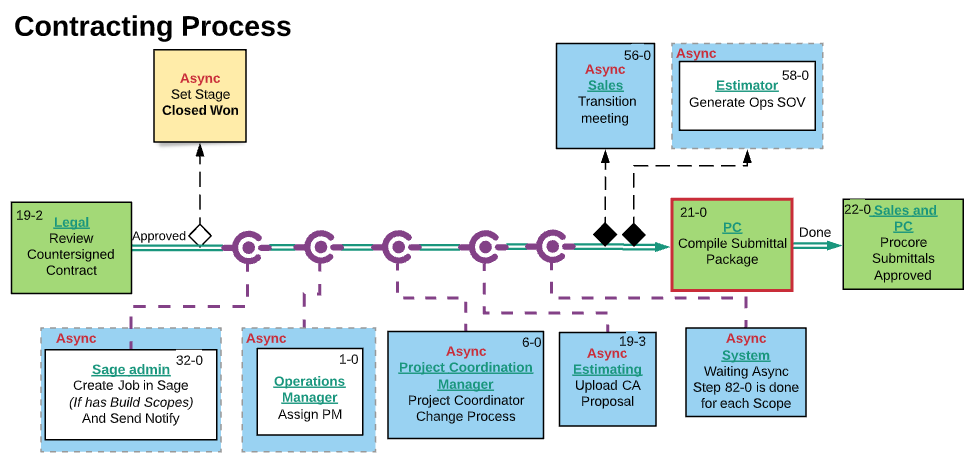 Contracting Process
Async
Set Stage
Closed Won
56-0
Async
Sales
Transition
meeting
Async
58-0
Estimator
Generate Ops SOV
19-2
Legal
Review
Countersigned
Contract
Approved
21-0
PC
Compile Submittal
Package
Done
22-0 Sales and
PC
Procore
Submittals
Approved
Async
32-0
Sage admin
Create Job in Sage
(If has Build Scopes)
And Send Notify
Async
1-0
Operations
Manager
Assign PM
6-0
Async
Project Coordination
Manager
Project Coordinator
Change Process
19-3
Async
Estimating
Upload CA
Proposal
Async
System
Waiting Async
Step 82-0 is done
for each Scope